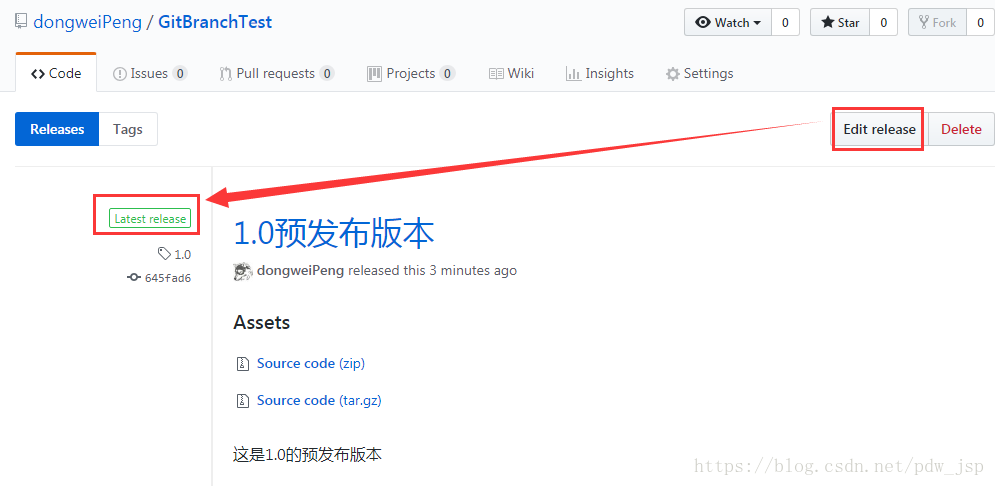 dongweiPeng / GitBranchTest
Watch 0 Star 0 Fork 0
Code Issues 0 Pull requests 0 Projects 0 Wiki Insights Settings
Releases Tags Edit release Delete
Latest release
1.0
645fad6
1.0预发布版本
dongweiPeng released this 3 minutes ago
Assets
Source code (zip)
Source code (tar.gz)
这是1.0的预发布版本
https://blog.csdn.net/pdw_jsp